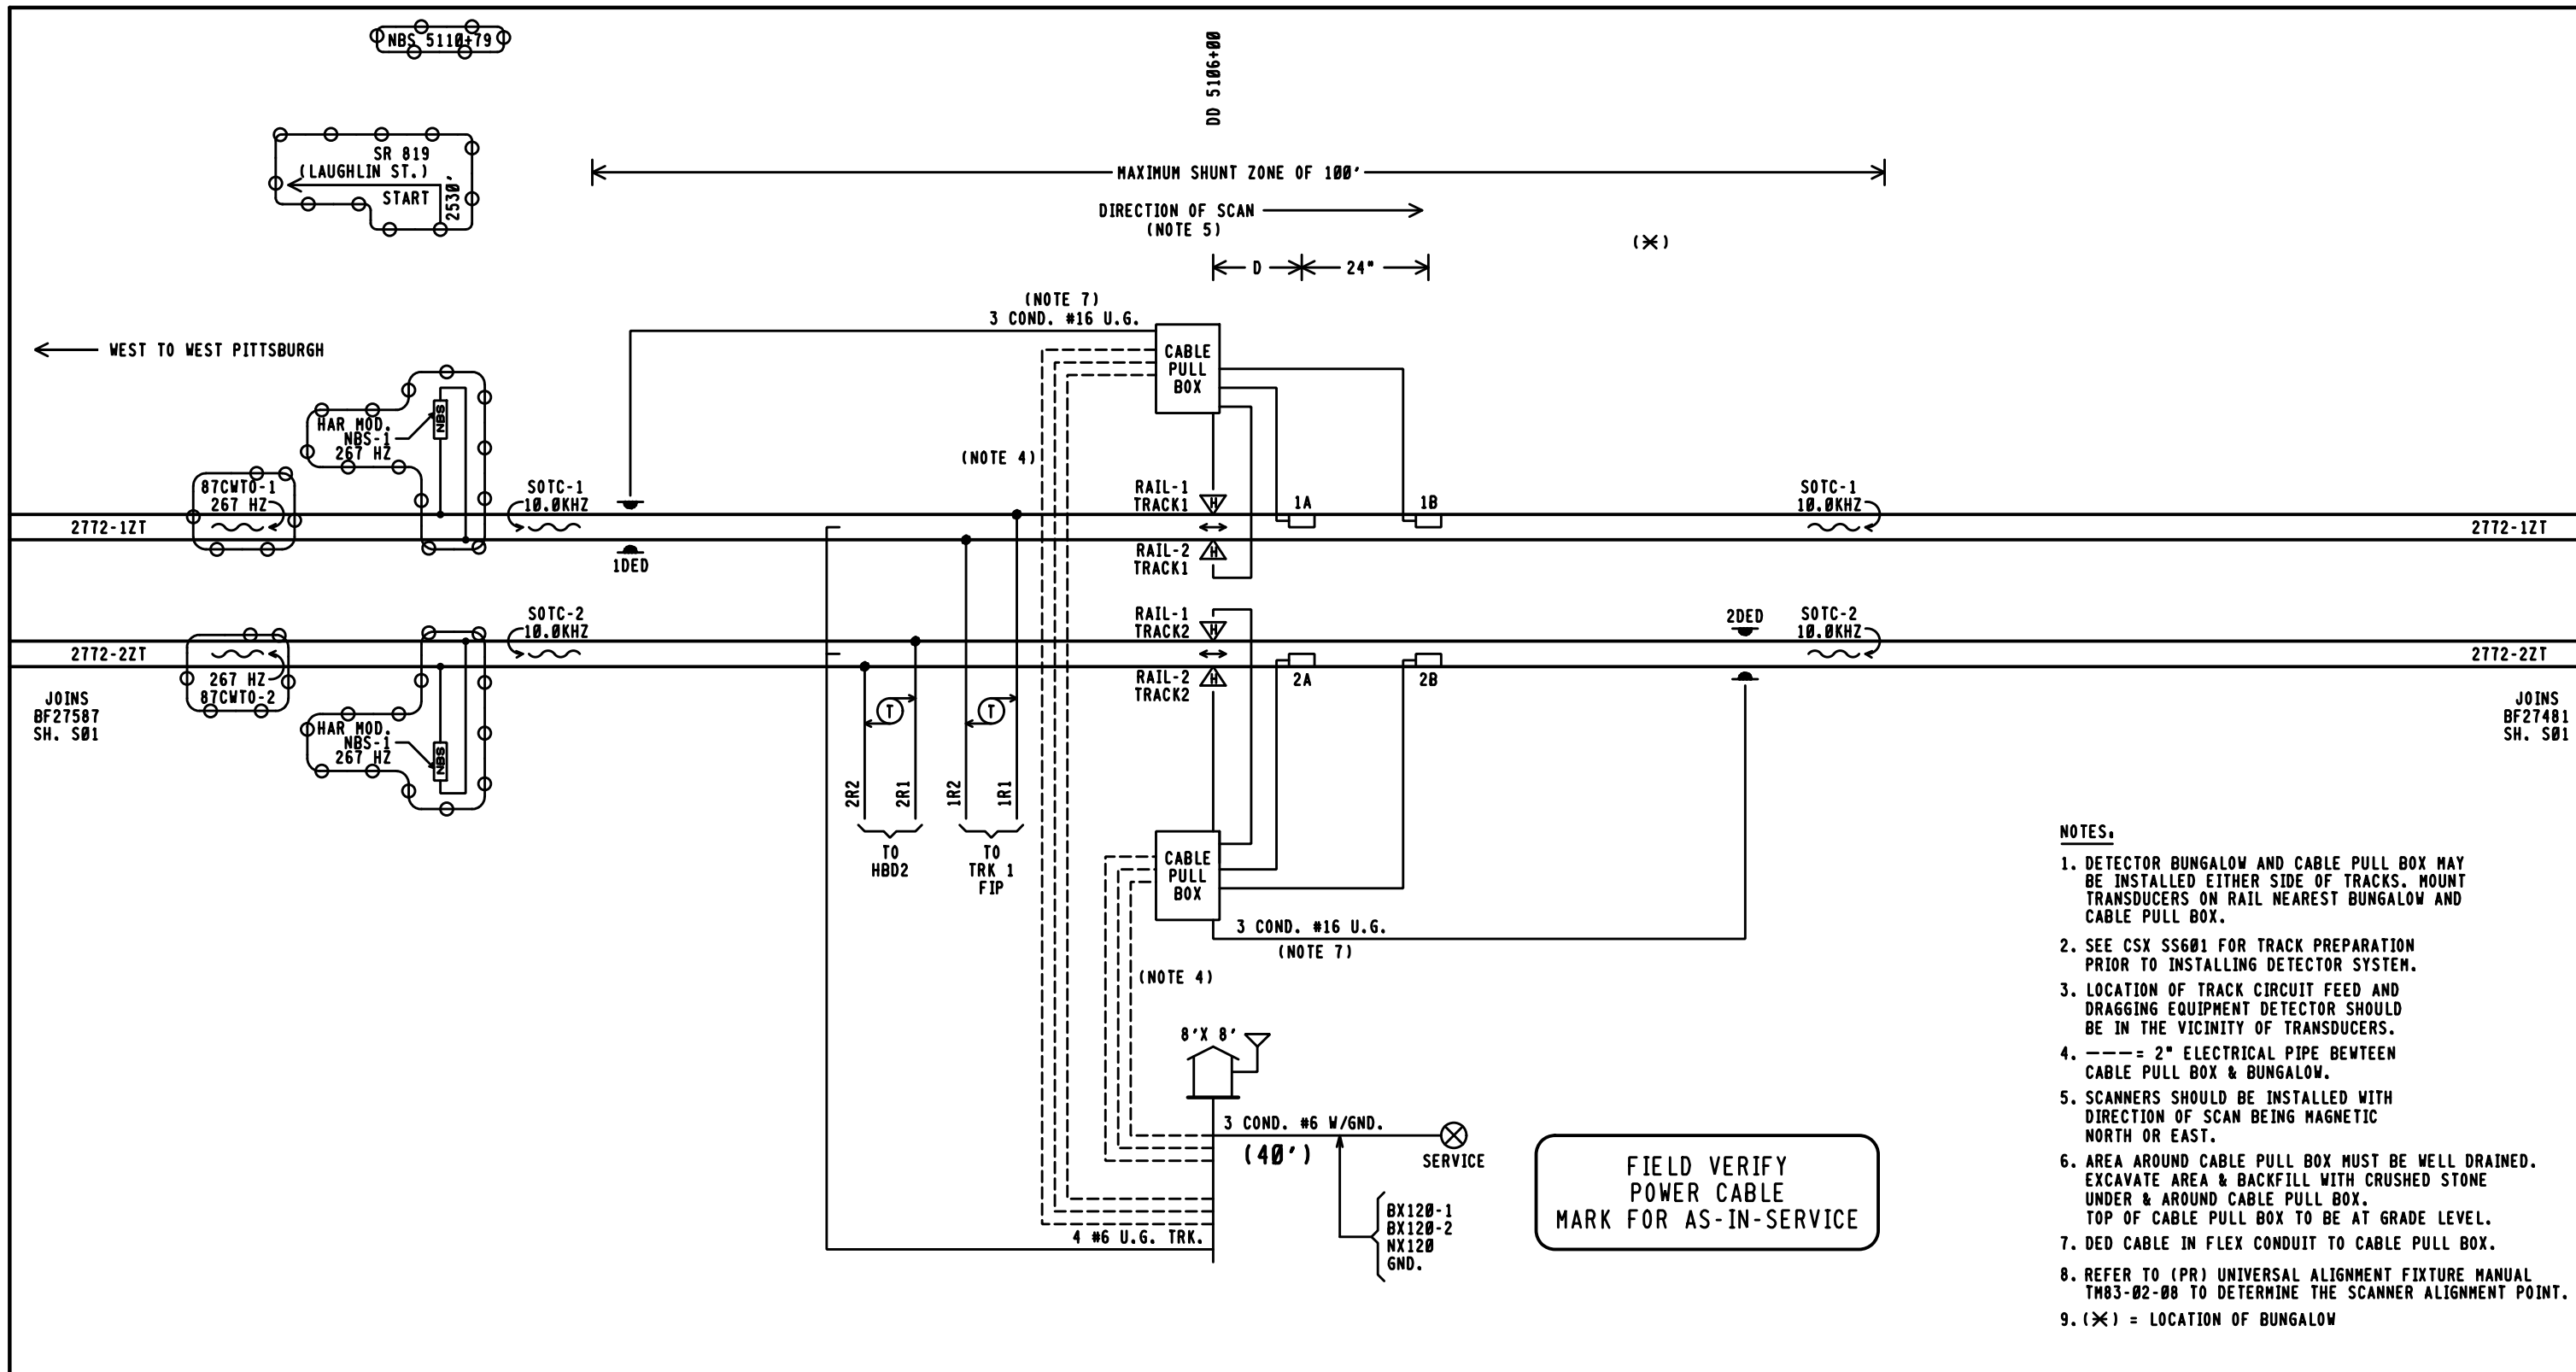 NBS 5110+79
DD 5106+00
SR 819
(LAUGHLIN ST.)
START
2530'
MAXIMUM SHUNT ZONE OF 100'
DIRECTION OF SCAN
(NOTE 5)
D
24"
(NOTE 7)
3 COND. #16 U.G.
WEST TO WEST PITTSBURGH
CABLE
PULL
BOX
HAR MOD.
NBS-1
267 HZ
NBS
(NOTE 4)
87CWTO-1
267 HZ
SOTC-1
10.0KHZ
RAIL-1
TRACK1
H
1A
1B
SOTC-1
10.0KHZ
2772-1ZT
2772-1ZT
RAIL-2
TRACK1
H
1DED
SOTC-2
10.0KHZ
RAIL-1
TRACK2
H
2DED
SOTC-2
10.0KHZ
2772-2ZT
2772-2ZT
267 HZ
87CWTO-2
RAIL-2
TRACK2
H
2A
2B
JOINS
BF27587
SH. S01
JOINS
BF27481
SH. S01
HAR MOD.
NBS-1
267 HZ
NBS
T
T
2R2
2R1
1R2
1R1
TO
HBD2
TO
TRK 1
FIP
CABLE
PULL
BOX
3 COND. #16 U.G.
(NOTE 7)
(NOTE 4)
8'X 8'
3 COND. #6 W/GND.
(40')
SERVICE
BX120-1
BX120-2
NX120
GND.
4 #6 U.G. TRK.
FIELD VERIFY
POWER CABLE
MARK FOR AS-IN-SERVICE
NOTES:
1. DETECTOR BUNGALOW AND CABLE PULL BOX MAY
BE INSTALLED EITHER SIDE OF TRACKS. MOUNT
TRANSDUCERS ON RAIL NEAREST BUNGALOW AND
CABLE PULL BOX.
2. SEE CSX SS601 FOR TRACK PREPARATION
PRIOR TO INSTALLING DETECTOR SYSTEM.
3. LOCATION OF TRACK CIRCUIT FEED AND
DRAGGING EQUIPMENT DETECTOR SHOULD
BE IN THE VICINITY OF TRANSDUCERS.
4. ---= 2" ELECTRICAL PIPE BEWTEEN
CABLE PULL BOX & BUNGALOW.
5. SCANNERS SHOULD BE INSTALLED WITH
DIRECTION OF SCAN BEING MAGNETIC
NORTH OR EAST.
6. AREA AROUND CABLE PULL BOX MUST BE WELL DRAINED.
EXCAVATE AREA & BACKFILL WITH CRUSHED STONE
UNDER & AROUND CABLE PULL BOX.
TOP OF CABLE PULL BOX TO BE AT GRADE LEVEL.
7. DED CABLE IN FLEX CONDUIT TO CABLE PULL BOX.
8. REFER TO (PR) UNIVERSAL ALIGNMENT FIXTURE MANUAL
TM83-02-08 TO DETERMINE THE SCANNER ALIGNMENT POINT.
9. (*) = LOCATION OF BUNGALOW